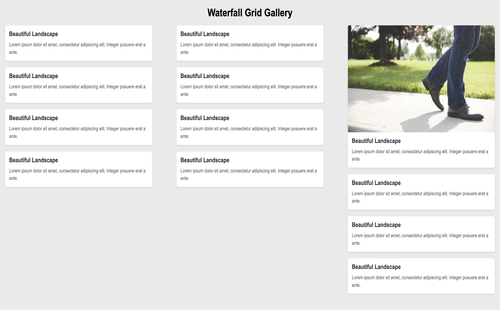 Waterfall Grid Gallery
Beautiful Landscape
Lorem ipsum dolor sit amet, consectetur adipiscing elit. Integer posuere erat a
ante.
Beautiful Landscape
Lorem ipsum dolor sit amet, consectetur adipiscing elit. Integer posuere erat a
ante.
Beautiful Landscape
Lorem ipsum dolor sit amet, consectetur adipiscing elit. Integer posuere erat a
ante.
Beautiful Landscape
Lorem ipsum dolor sit amet, consectetur adipiscing elit. Integer posuere erat a
ante.
Beautiful Landscape
Lorem ipsum dolor sit amet, consectetur adipiscing elit. Integer posuere erat a
ante.
Beautiful Landscape
Lorem ipsum dolor sit amet, consectetur adipiscing elit. Integer posuere erat a
ante.
Beautiful Landscape
Lorem ipsum dolor sit amet, consectetur adipiscing elit. Integer posuere erat a
ante.
Beautiful Landscape
Lorem ipsum dolor sit amet, consectetur adipiscing elit. Integer posuere erat a
ante.
Beautiful Landscape
Lorem ipsum dolor sit amet, consectetur adipiscing elit. Integer posuere erat a
ante.
Beautiful Landscape
Lorem ipsum dolor sit amet, consectetur adipiscing elit. Integer posuere erat a
ante.
Beautiful Landscape
Lorem ipsum dolor sit amet, consectetur adipiscing elit. Integer posuere erat a
ante.
Beautiful Landscape
Lorem ipsum dolor sit amet, consectetur adipiscing elit. Integer posuere erat a
ante.